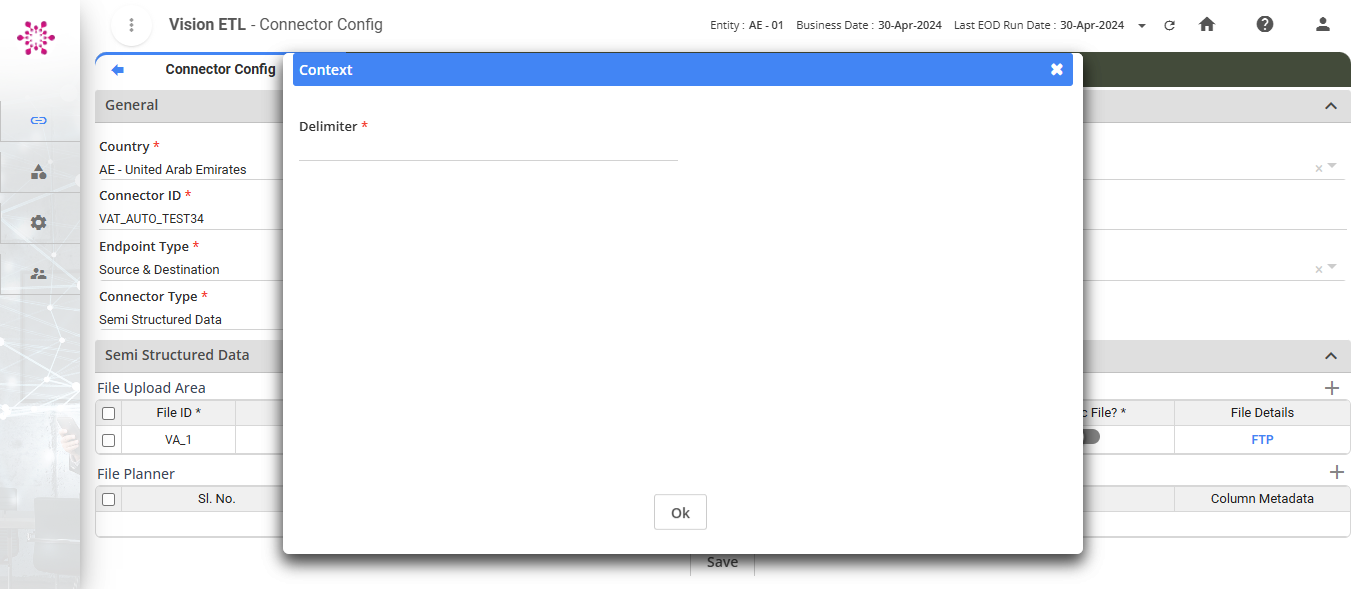 Vision ETL - Connector Config
Entity : AE - 01 Business Date : 30-Apr-2024 Last EOD Run Date : 30-Apr-2024
Connector Config
Context
General
Delimiter *
Country *
AE - United Arab Emirates
Connector ID *
VAT_AUTO_TEST34
Endpoint Type *
Source & Destination
Connector Type *
Semi Structured Data
Semi Structured Data
File Upload Area
File ID * File? * File Details
VA_1 FTP
File Planner
Sl. No. Column Metadata
Ok
Save